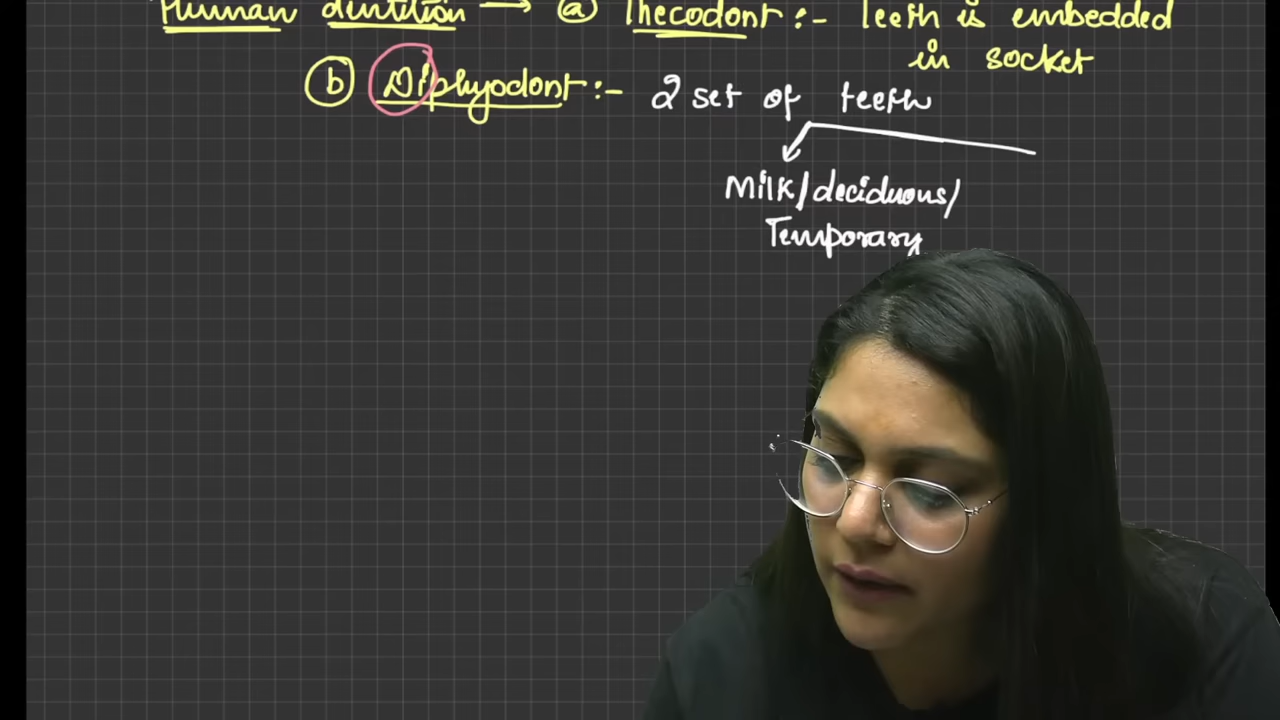 Human dentition → (a) Thecodont :- Teeth is embedded
in socket
(b) Diphyodont :- 2 set of teeth
Milk/deciduous/
Temporary